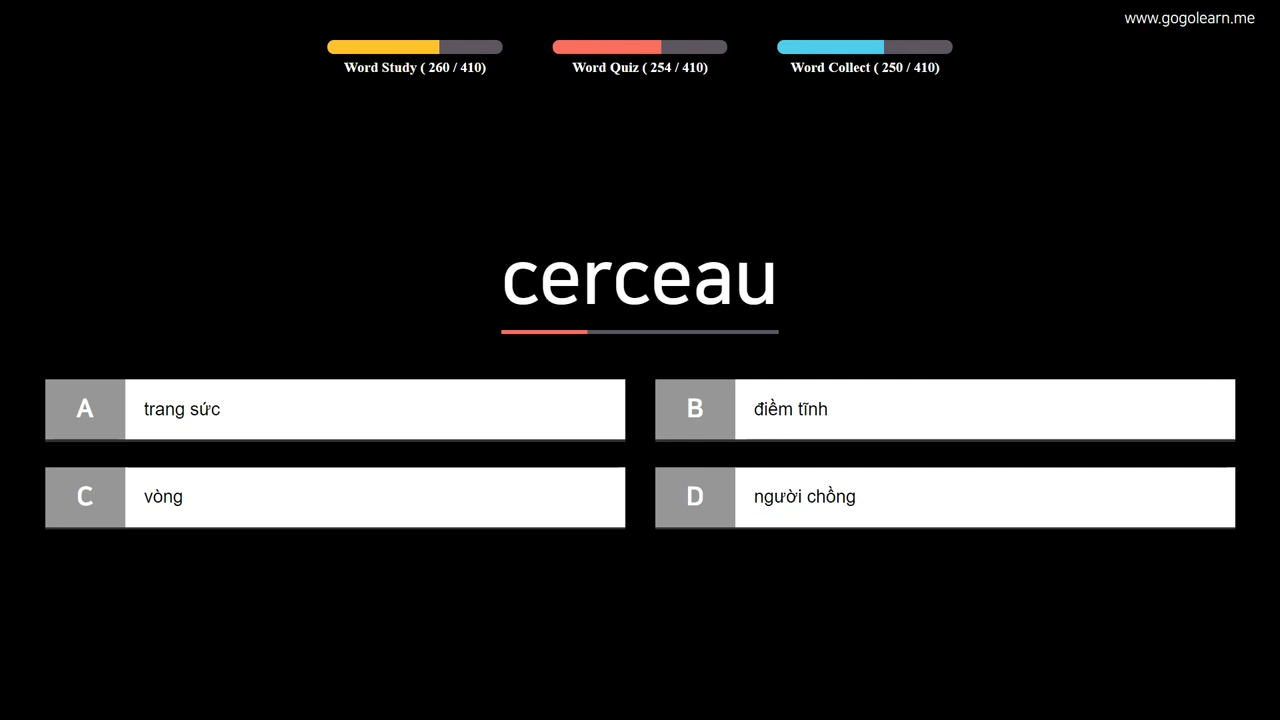 www.gogolearn.me
Word Study ( 260 / 410)
Word Quiz ( 254 / 410)
Word Collect ( 250 / 410)
cerceau
A trang sức
B điềm tĩnh
C vòng
D người chồng